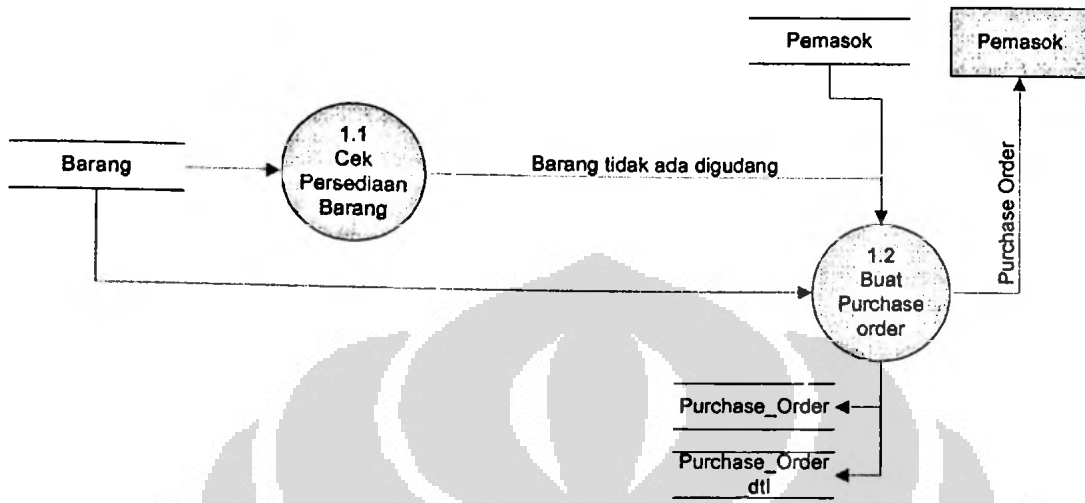 Pemasok
Pemasok
1.1
Cek
Persediaan
Barang
Barang
Barang tidak ada digudang
Purchase Order
1.2
Buat
Purchase
order
Purchase_Order
Purchase_Order
dtl